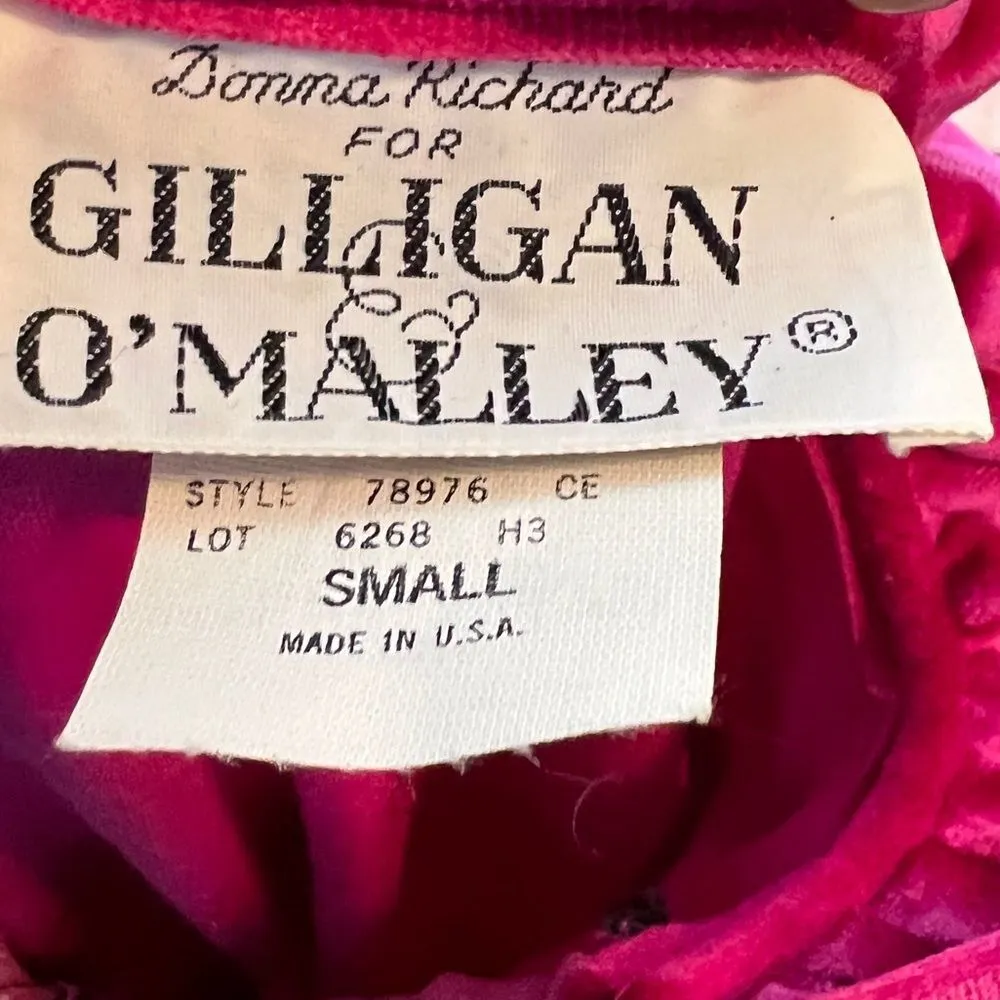 Donna Richard
FOR
GILLIGAN
&
O'MALLEY®
STYLE 78976 CE
LOT 6268 H3
SMALL
MADE IN U.S.A.